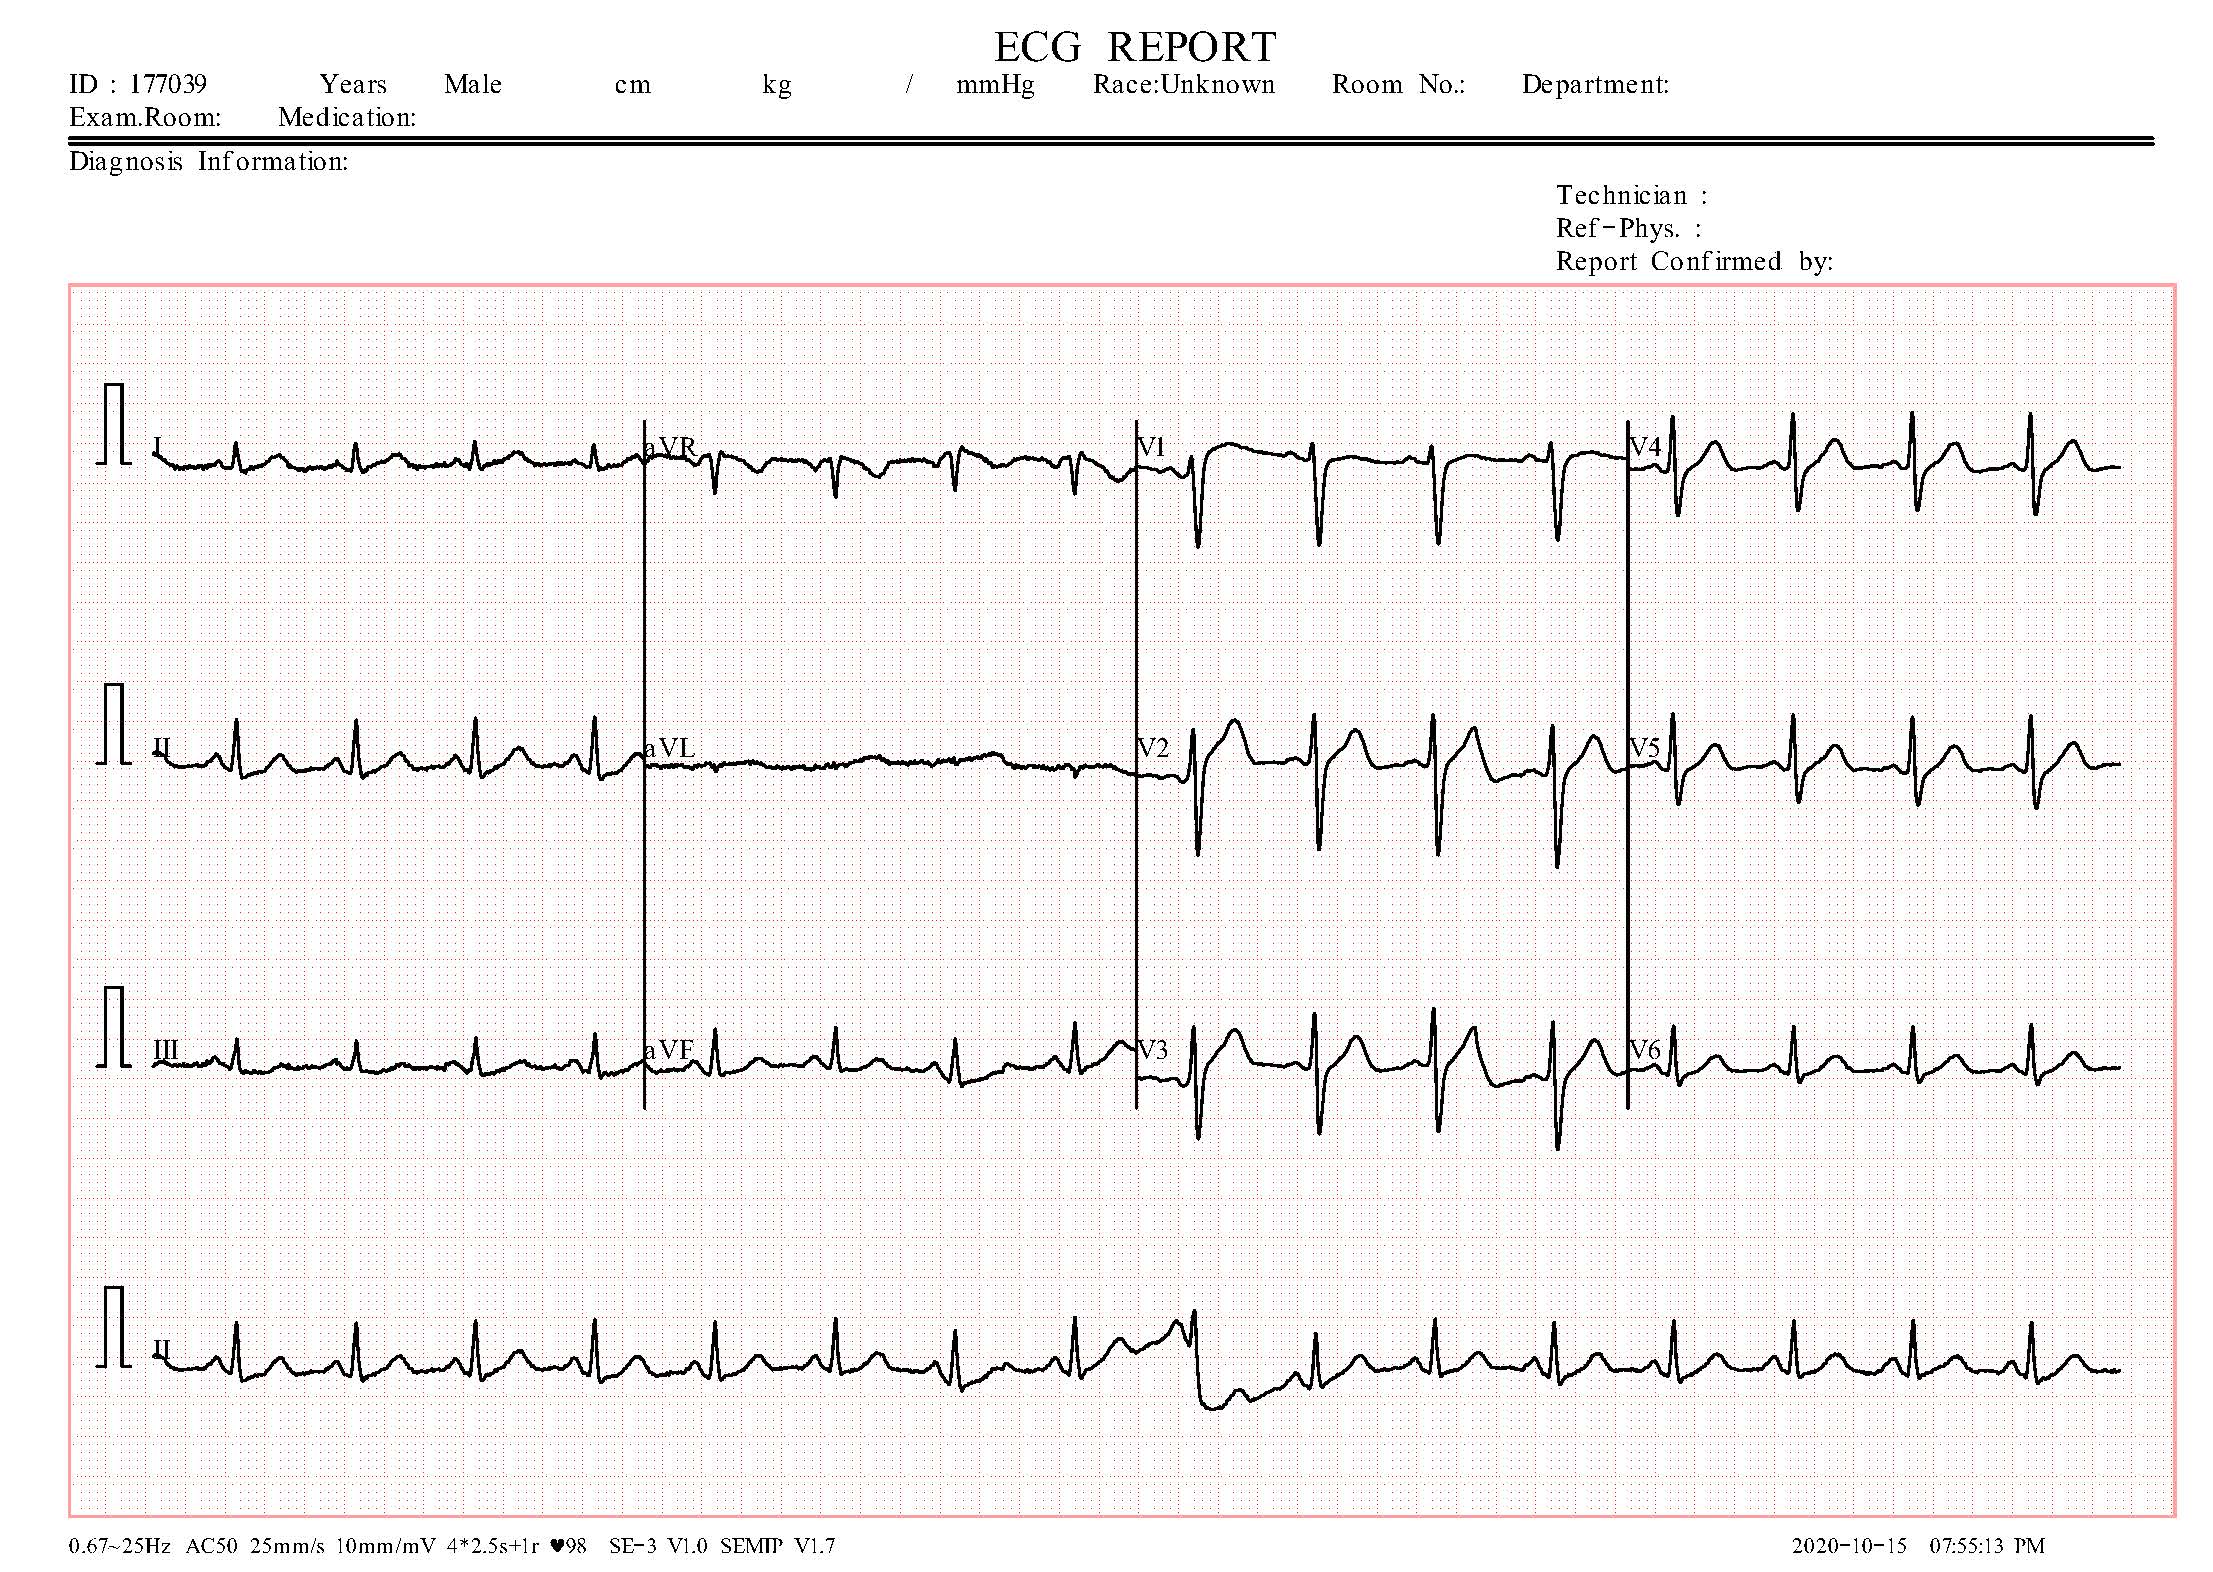 ECG REPORT
ID : 177039 Years Male cm kg / mmHg Race:Unknown Room No.: Department:
Exam.Room: Medication:
Diagnosis Information:
Technician :
Ref-Phys. :
Report Confirmed by:
I aVR V1 V4
II aVL V2 V5
III aVF V3 V6
II
0.67~25Hz AC50 25mm/s 10mm/mV 4*2.5s+1r ♥98 SE-3 V1.0 SEMIP V1.7 2020-10-15 07:55:13 PM